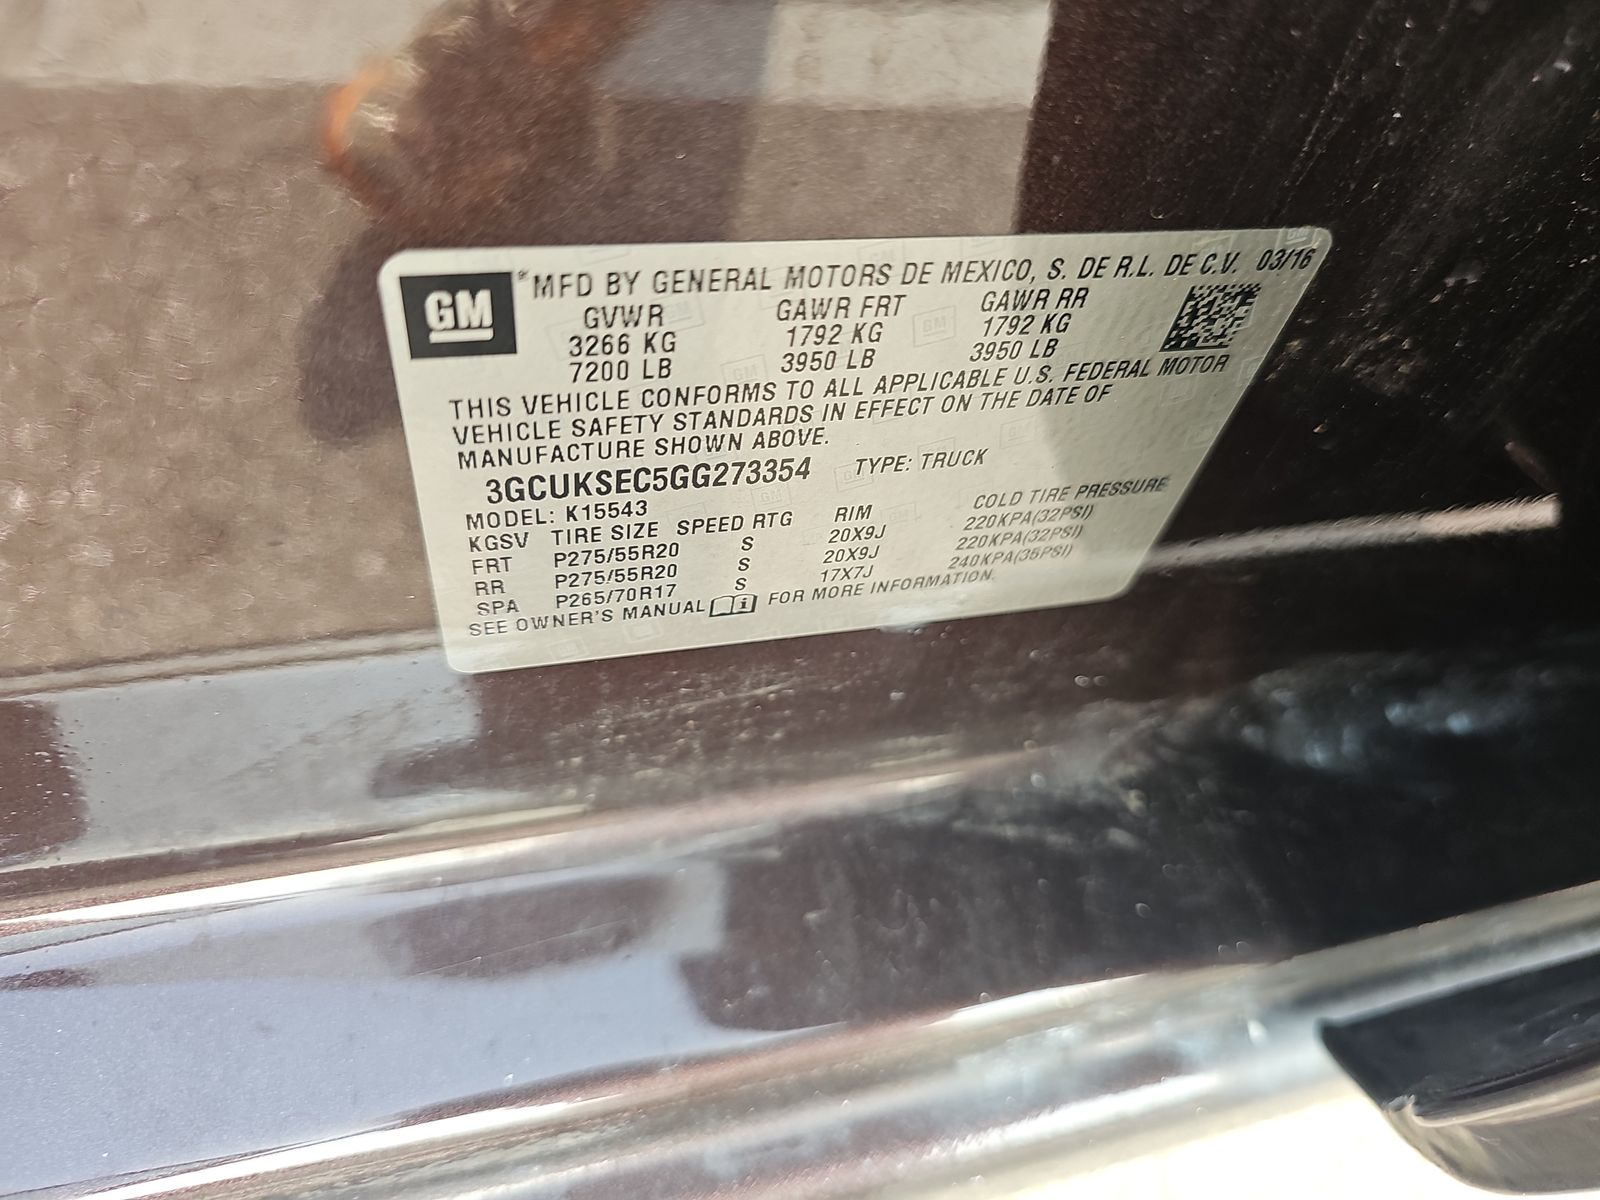 GM ® MFD BY GENERAL MOTORS DE MEXICO, S. DE R.L. DE C.V. 03/16
GVWR GAWR FRT GAWR RR
3266 KG 1792 KG 1792 KG
7200 LB 3950 LB 3950 LB
THIS VEHICLE CONFORMS TO ALL APPLICABLE U.S. FEDERAL MOTOR
VEHICLE SAFETY STANDARDS IN EFFECT ON THE DATE OF
MANUFACTURE SHOWN ABOVE.
3GCUKSEC5GG273354 TYPE: TRUCK
MODEL: K15543
KGSV TIRE SIZE SPEED RTG RIM COLD TIRE PRESSURE
FRT P275/55R20 S 20X9J 220KPA(32PSI)
RR P275/55R20 S 20X9J 220KPA(32PSI)
SPA P265/70R17 S 17X7J 240KPA(35PSI)
SEE OWNER'S MANUAL FOR MORE INFORMATION.